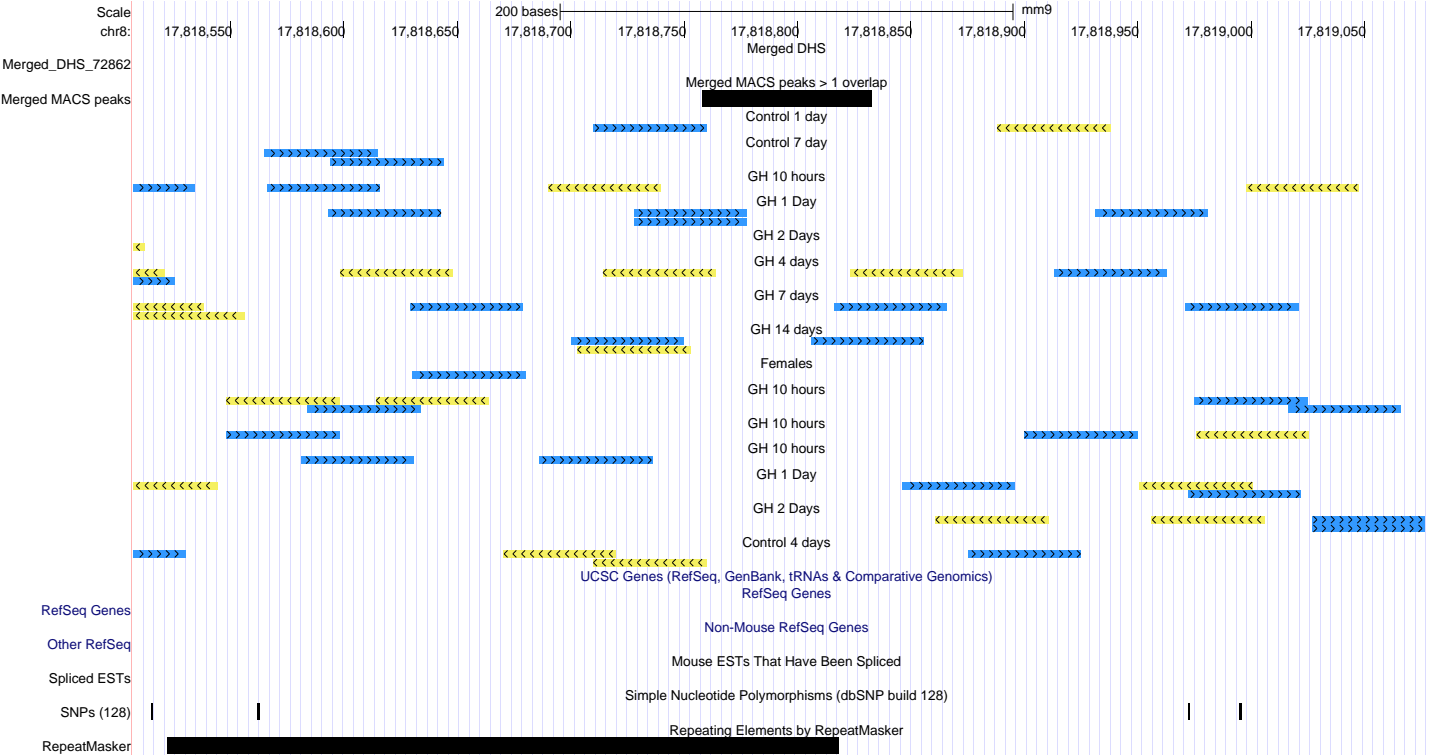 Scale 200 bases mm9
chr8: 17,818,550 17,818,600 17,818,650 17,818,700 17,818,750 17,818,800 17,818,850 17,818,900 17,818,950 17,819,000 17,819,050
Merged DHS
Merged_DHS_72862
Merged MACS peaks > 1 overlap
Merged MACS peaks
Control 1 day
Control 7 day
GH 10 hours
GH 1 Day
GH 2 Days
GH 4 days
GH 7 days
GH 14 days
Females
GH 10 hours
GH 10 hours
GH 10 hours
GH 1 Day
GH 2 Days
Control 4 days
UCSC Genes (RefSeq, GenBank, tRNAs & Comparative Genomics)
RefSeq Genes
RefSeq Genes
Non-Mouse RefSeq Genes
Other RefSeq
Mouse ESTs That Have Been Spliced
Spliced ESTs
Simple Nucleotide Polymorphisms (dbSNP build 128)
SNPs (128)
Repeating Elements by RepeatMasker
RepeatMasker